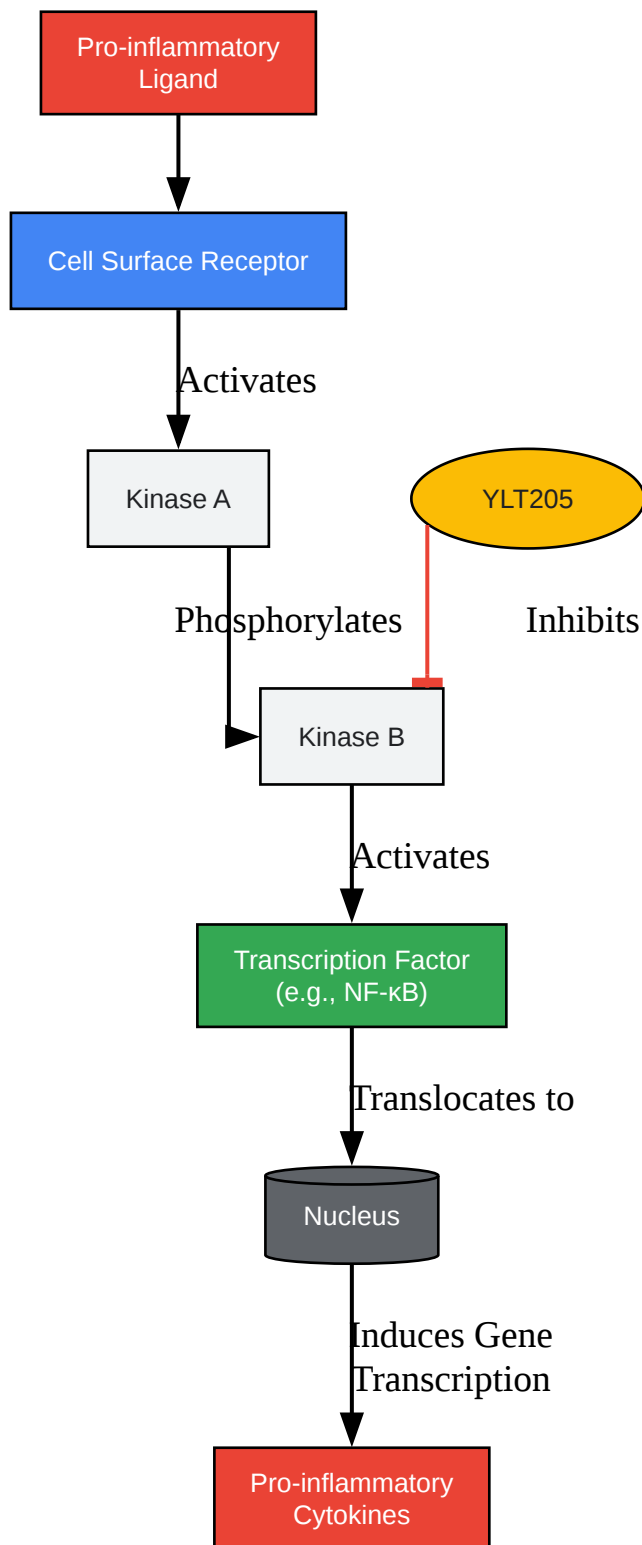 Pro-inflammatory
Ligand
Cell Surface Receptor
Activates
Kinase A
YLT205
Phosphorylates
Inhibits
Kinase B
Activates
Transcription Factor
(e.g., NF-κB)
Translocates to
Nucleus
Induces Gene
Transcription
Pro-inflammatory
Cytokines